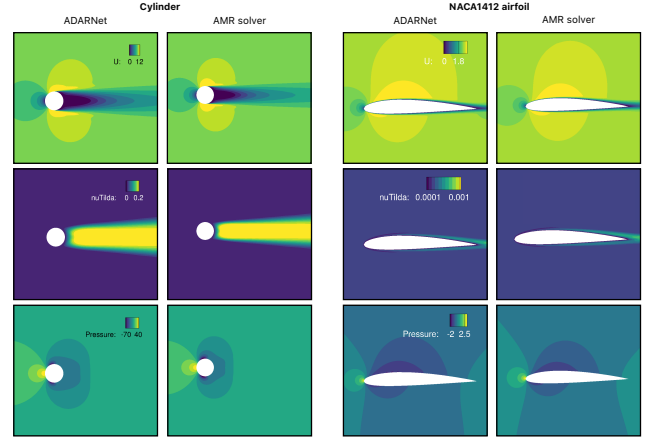 Cylinder NACA1412 airfoil
ADARNet AMR solver ADARNet AMR solver
U: 0 12 U: 0 1.8
nuTilda: 0 0.2 nuTilda: 0.0001 0.001
Pressure: -70 40 Pressure: -2 2.5